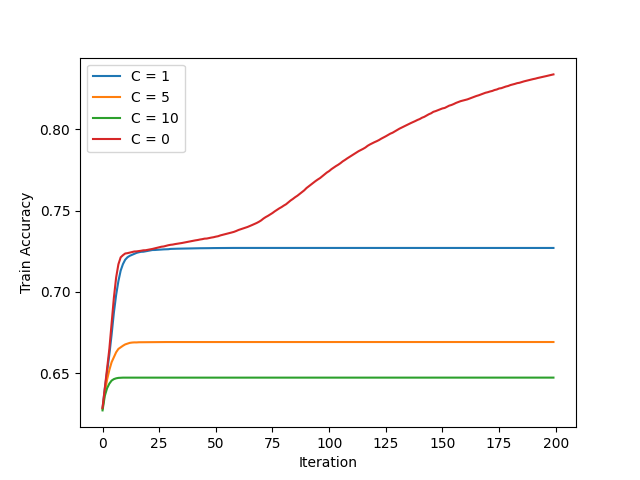 C = 1
C = 5
C = 10
C = 0
0.80
0.75
0.70
0.65
Train Accuracy
0 25 50 75 100 125 150 175 200
Iteration